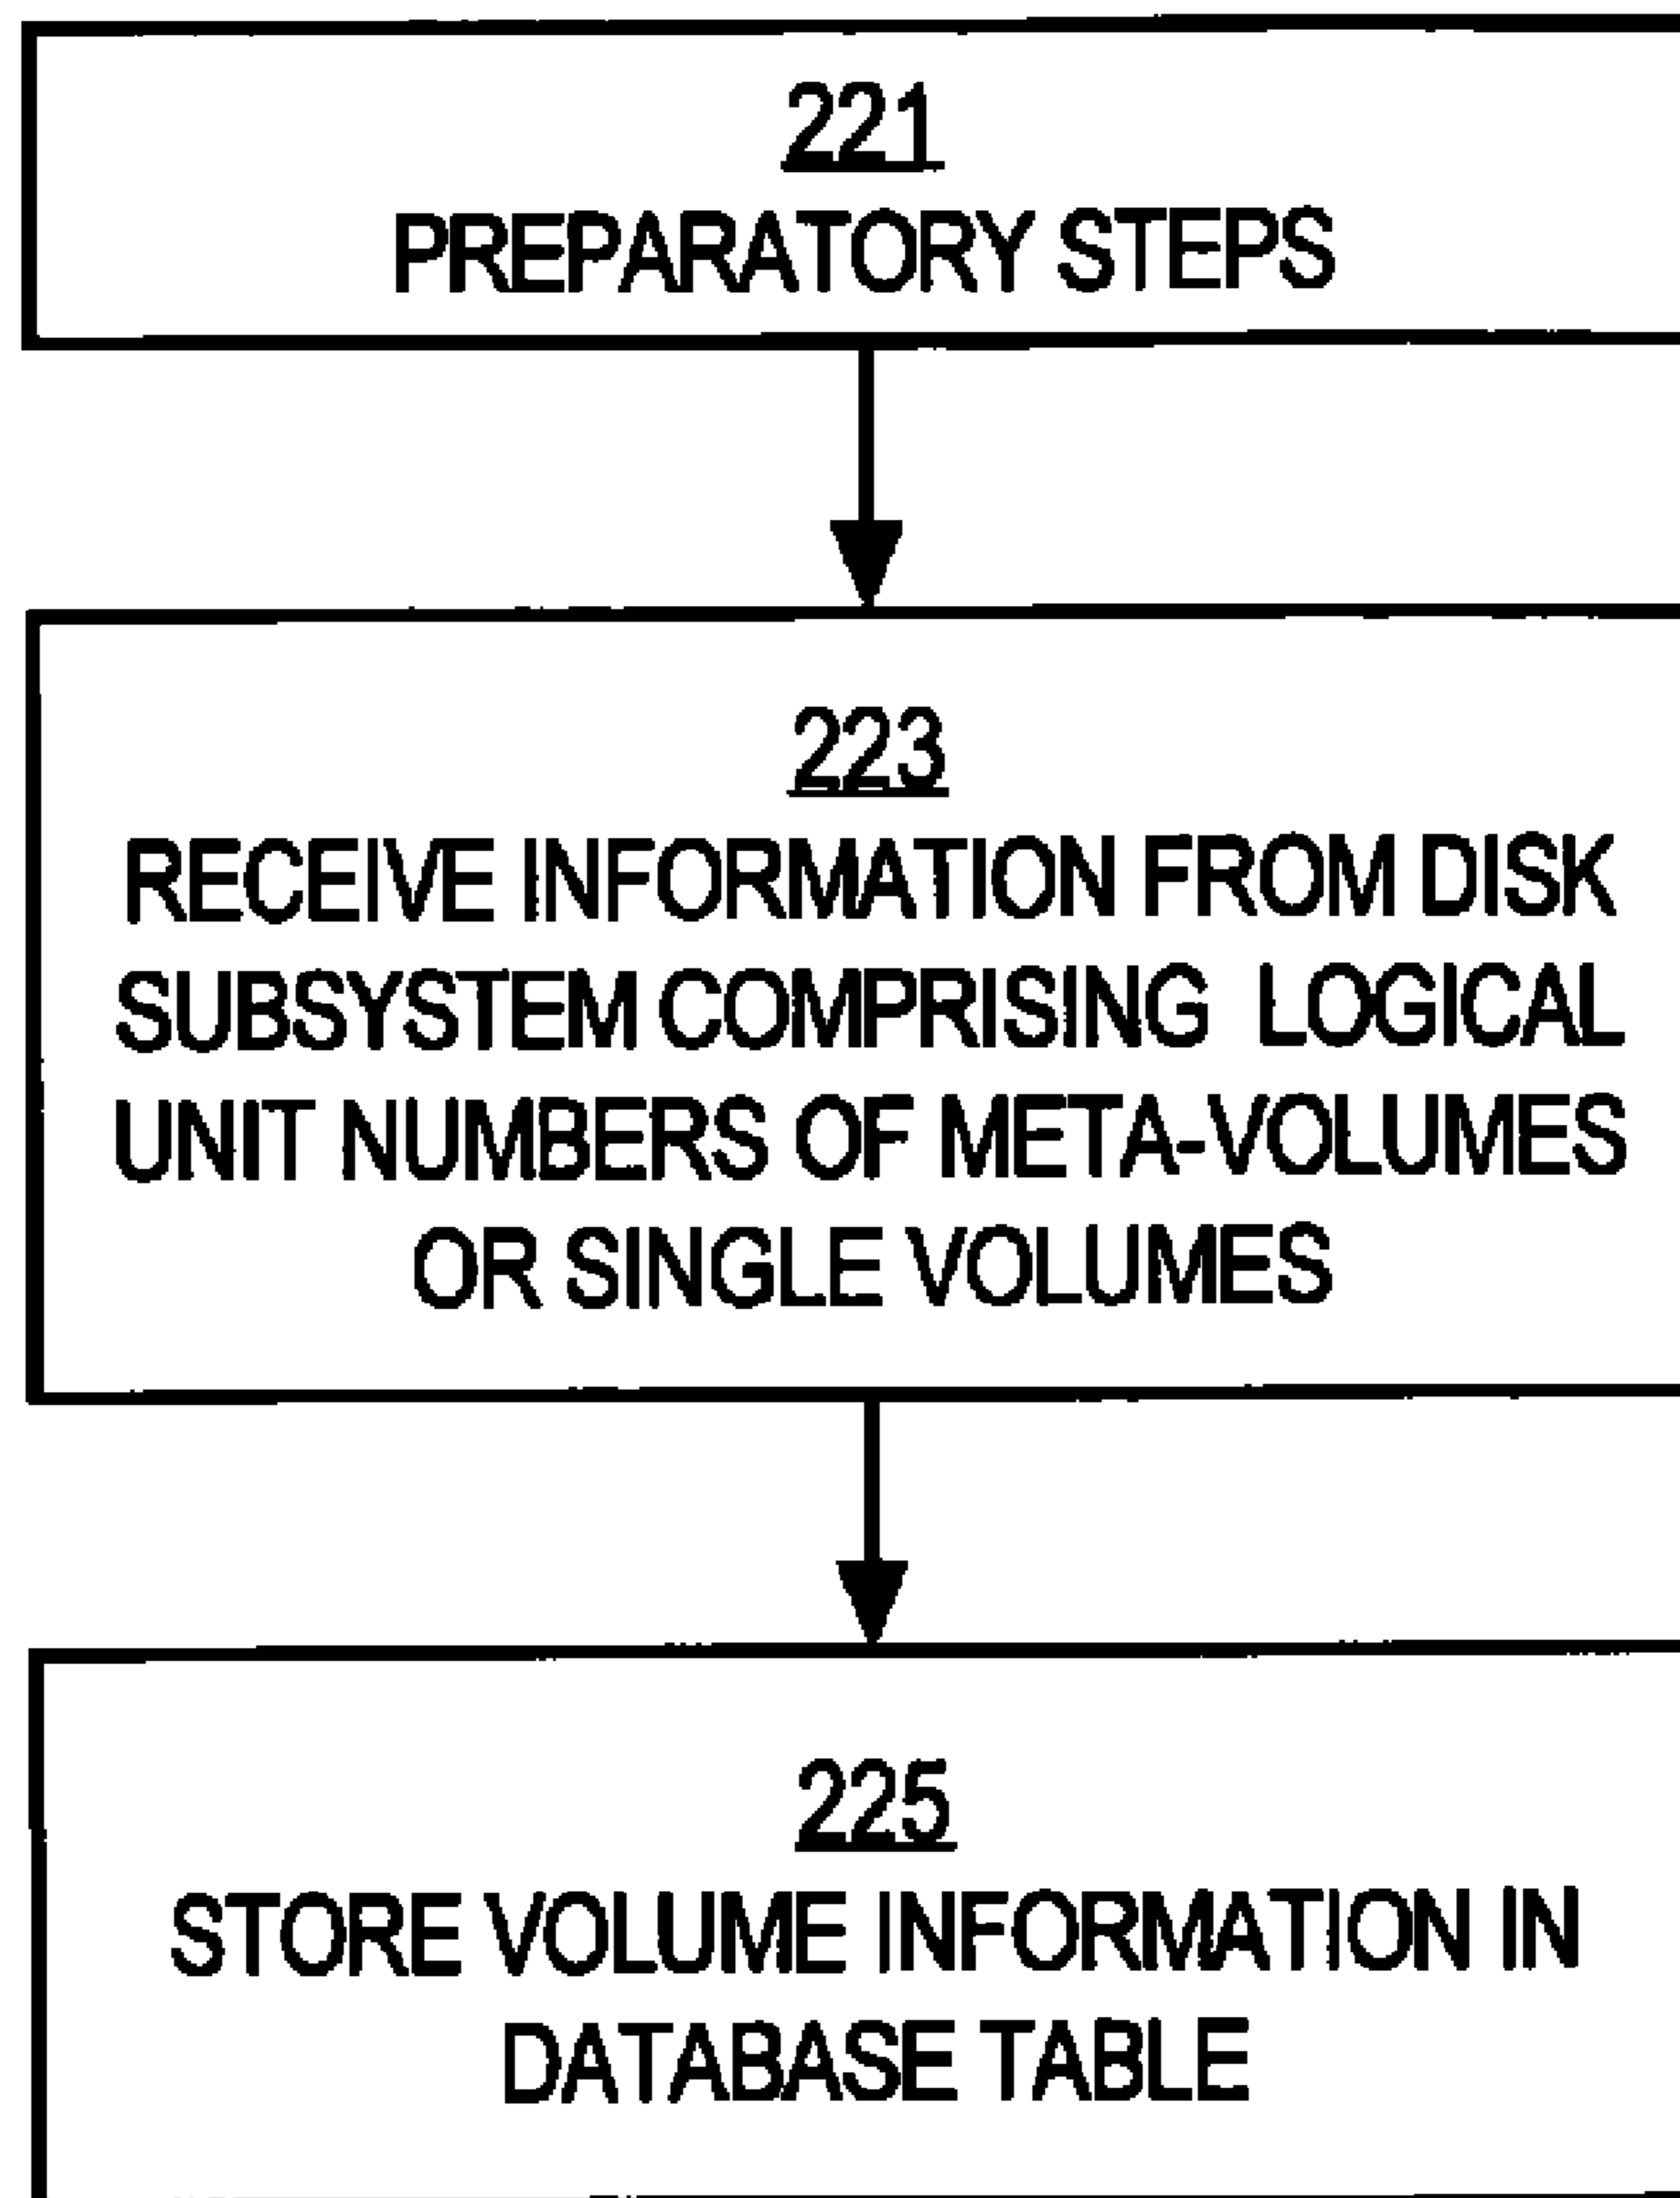 221
PREPARATORY STEPS
223
RECEIVE INFORMATION FROM DISK
SUBSYSTEM COMPRISING LOGICAL
UNIT NUMBERS OF META-VOLUMES
OR SINGLE VOLUMES
225
STORE VOLUME INFORMATION IN
DATABASE TABLE